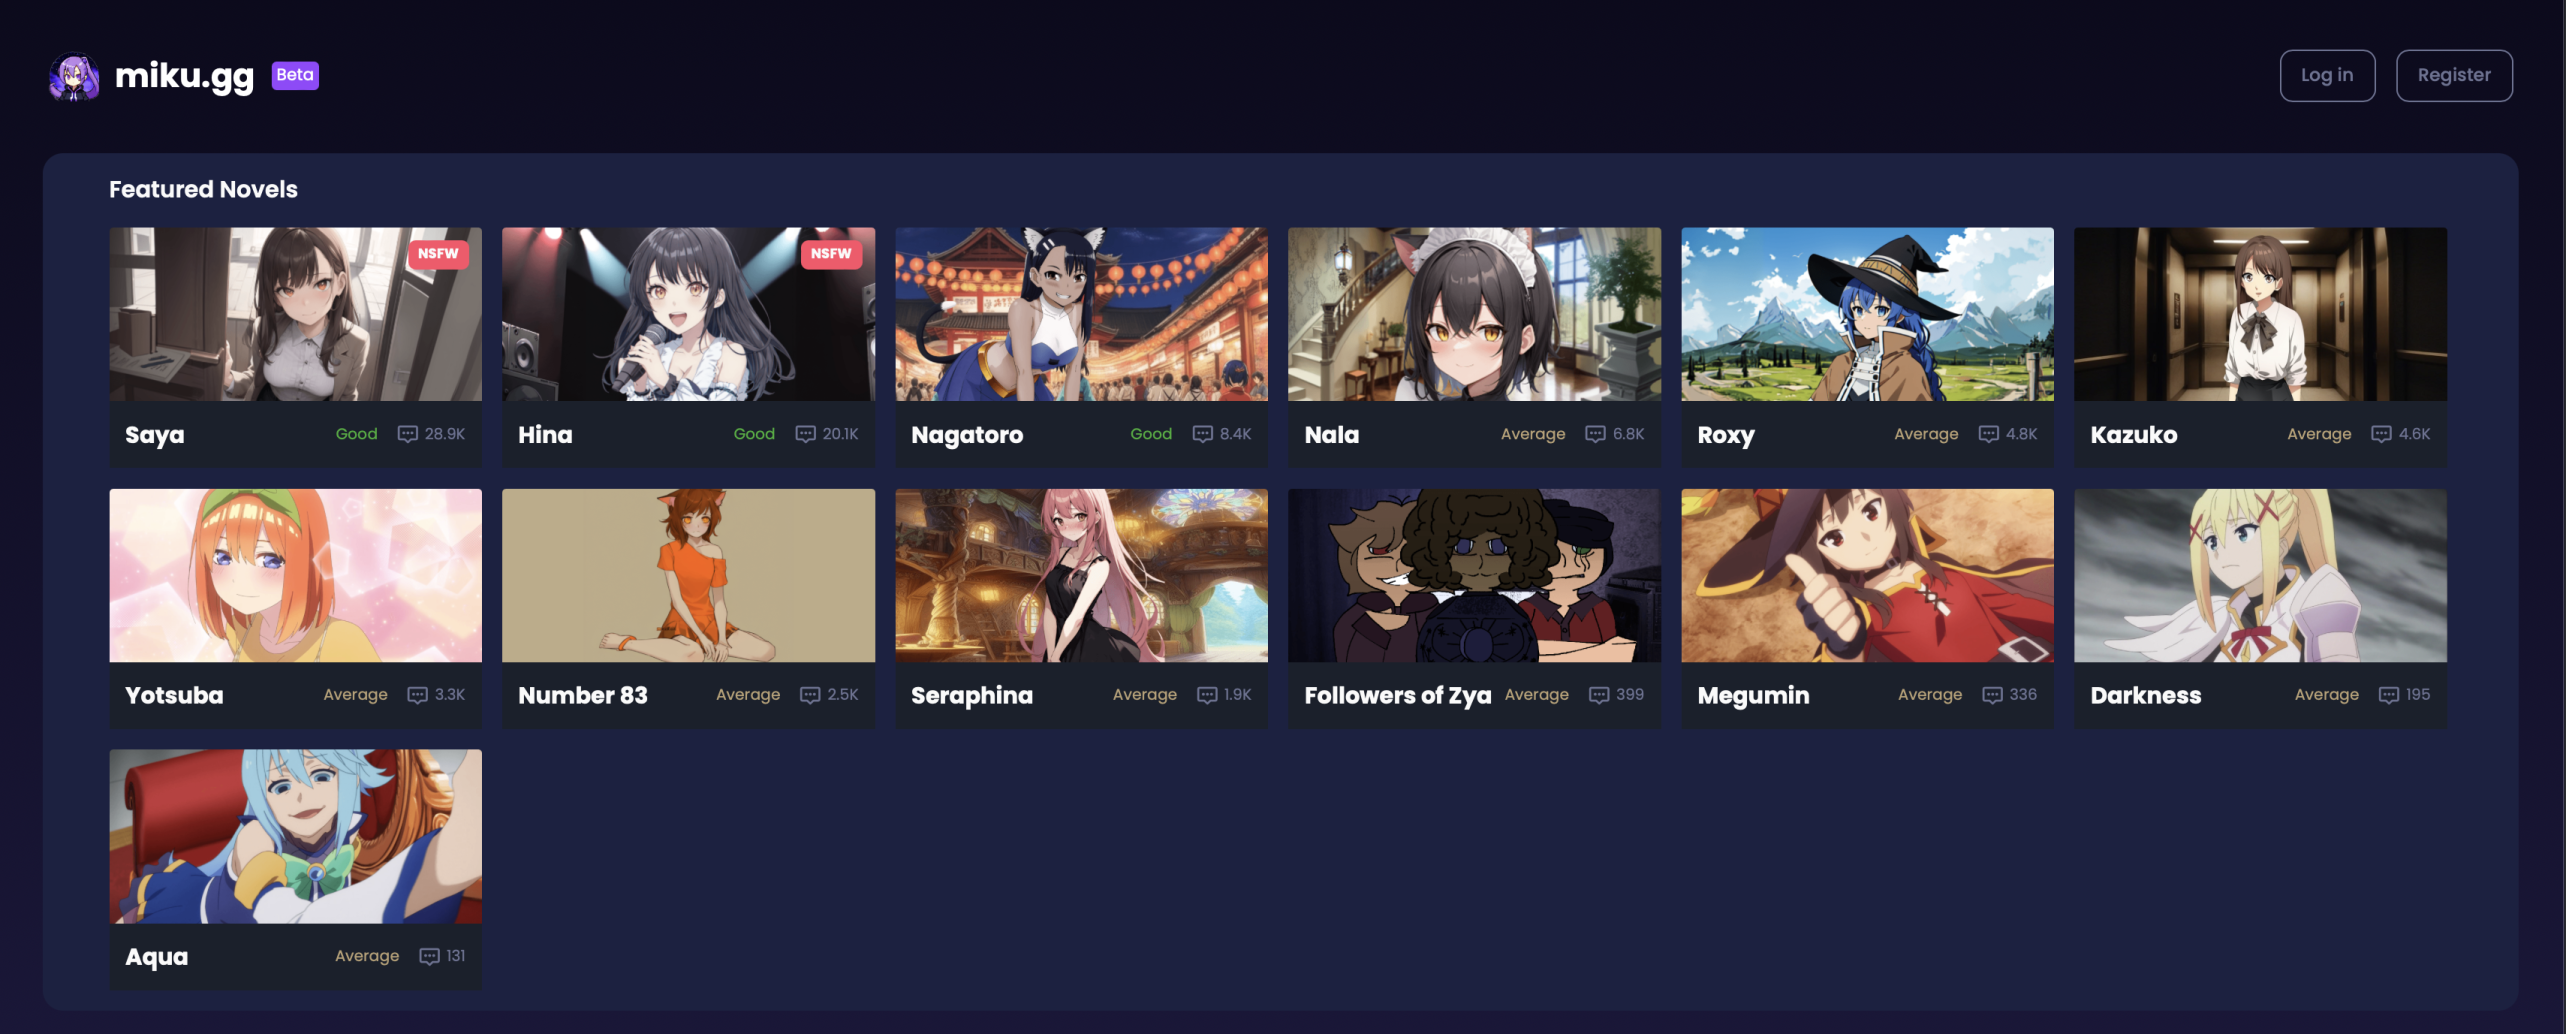 miku.gg Beta
Log in Register
Featured Novels
NSFW NSFW
Saya Good 28.9K
Hina Good 20.1K
Nagatoro Good 8.4K
Nala Average 6.8K
Roxy Average 4.8K
Kazuko Average 4.6K
Yotsuba Average 3.3K
Number 83 Average 2.5K
Seraphina Average 1.9K
Followers of Zya Average 399
Megumin Average 336
Darkness Average 195
Aqua Average 131